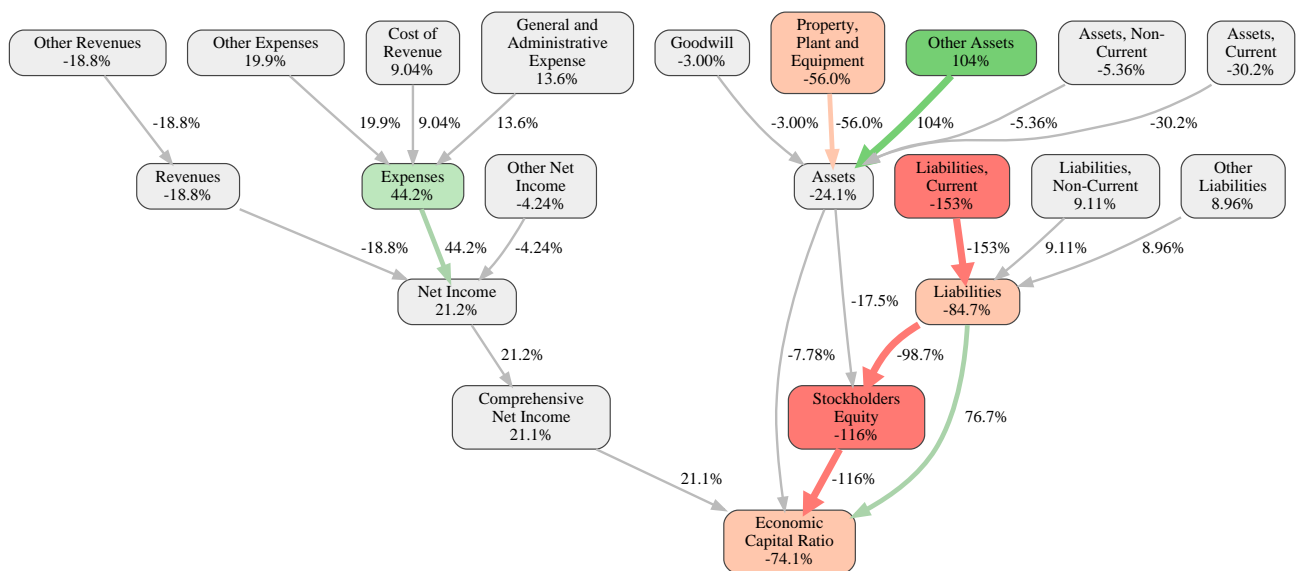 Other Revenues
-18.8%
Other Expenses
19.9%
Cost of
Revenue
9.04%
General and
Administrative
Expense
13.6%
Goodwill
-3.00%
Property,
Plant and
Equipment
-56.0%
Other Assets
104%
Assets, Non-
Current
-5.36%
Assets,
Current
-30.2%
-18.8%
19.9%
9.04%
13.6%
-3.00%
-56.0%
104%
-5.36%
-30.2%
Revenues
-18.8%
Expenses
44.2%
Other Net
Income
-4.24%
Assets
-24.1%
Liabilities,
Current
-153%
Liabilities,
Non-Current
9.11%
Other
Liabilities
8.96%
-18.8%
44.2%
-4.24%
-153%
9.11%
8.96%
Net Income
21.2%
-17.5%
Liabilities
-84.7%
21.2%
-7.78%
-98.7%
Comprehensive
Net Income
21.1%
Stockholders
Equity
-116%
76.7%
21.1%
-116%
Economic
Capital Ratio
-74.1%